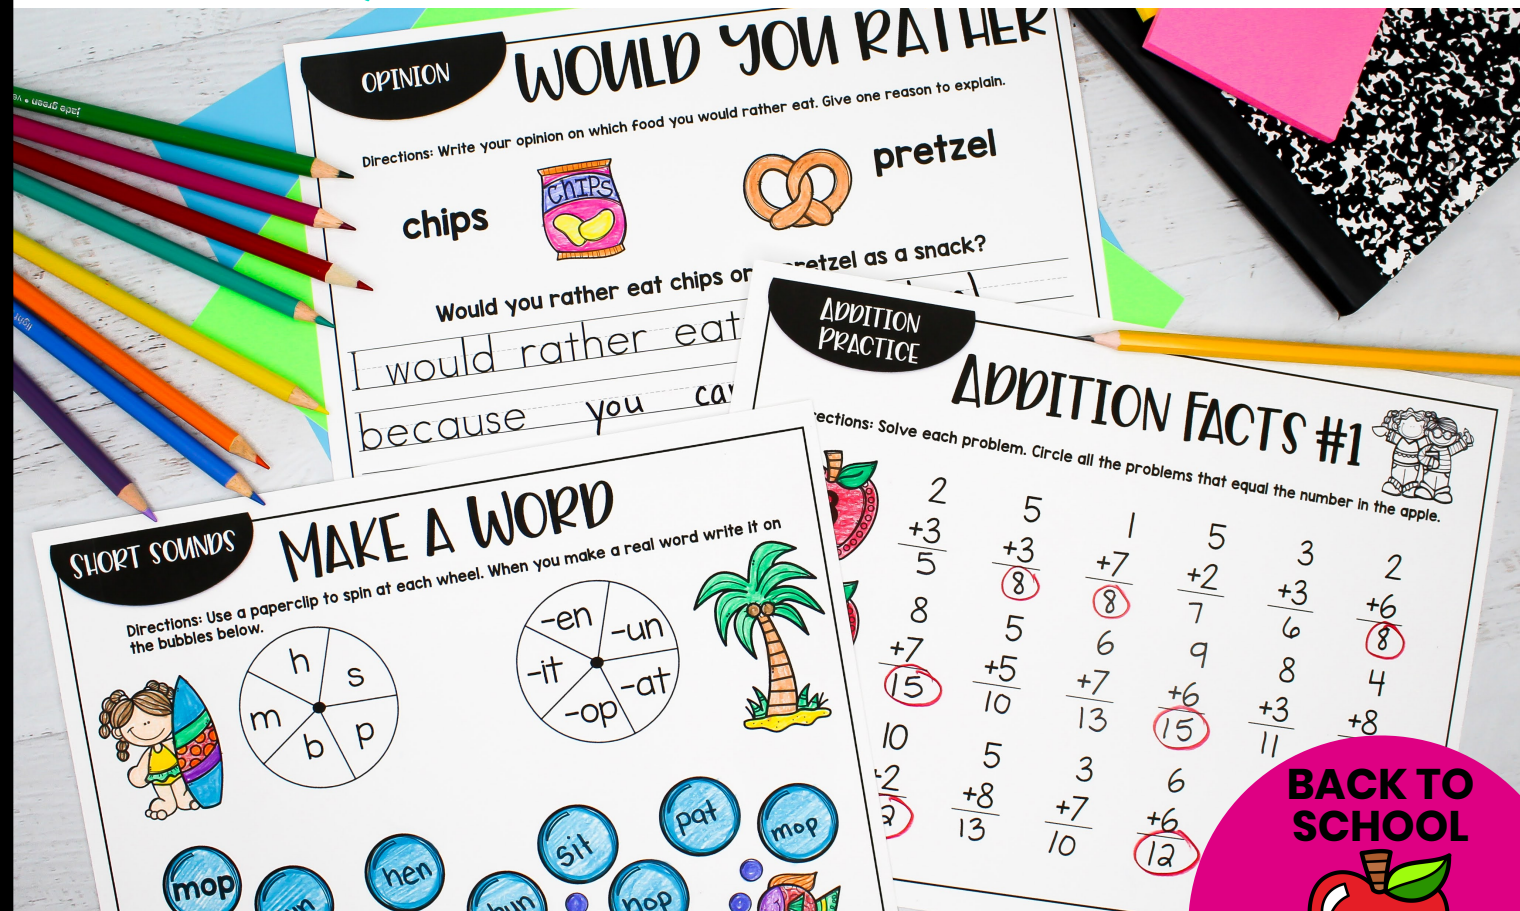 jade green
OPINION
WOULD YOU RATHER
Directions: Write your opinion on which food you would rather eat. Give one reason to explain.
chips
CHIPS
pretzel
Would you rather eat chips or pretzel as a snack?
I would rather eat
because you
ADDITION
PRACTICE
ADDITION FACTS #1
Directions: Solve each problem. Circle all the problems that equal the number in the apple.
2 5 1 5 3 2
+3 +3 +7 +2 +3 +6
5 8 8 7 6 8
8 5 6 9 8 4
+7 +5 +7 +6 +3 +8
15 10 13 15 11
10 5 3 6
+2 +8 +7 +6
13 10 12
SHORT SOUNDS
MAKE A WORD
Directions: Use a paperclip to spin at each wheel. When you make a real word write it on
the bubbles below.
h s p b m
-en -un -at -op -it
mop
hen
sit
pat
mop
BACK TO
SCHOOL